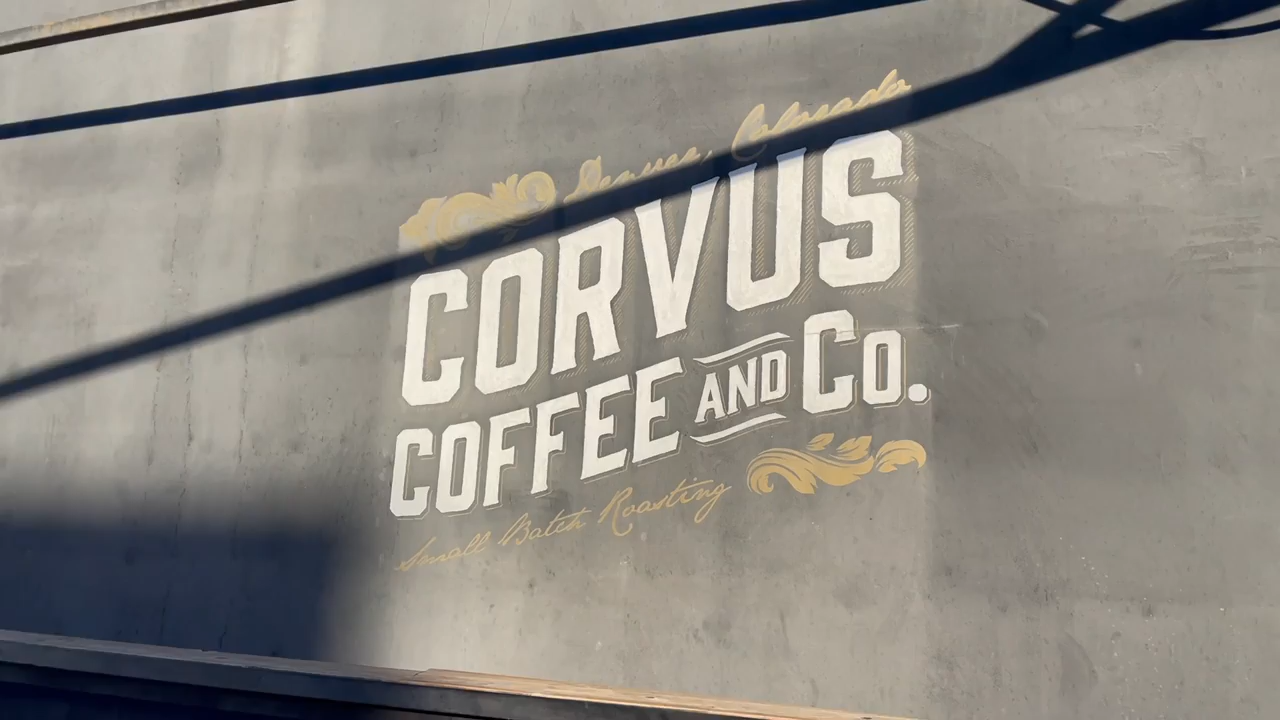 Denver, Colorado
CORVUS
COFFEE AND Co.
Small Batch Roasting